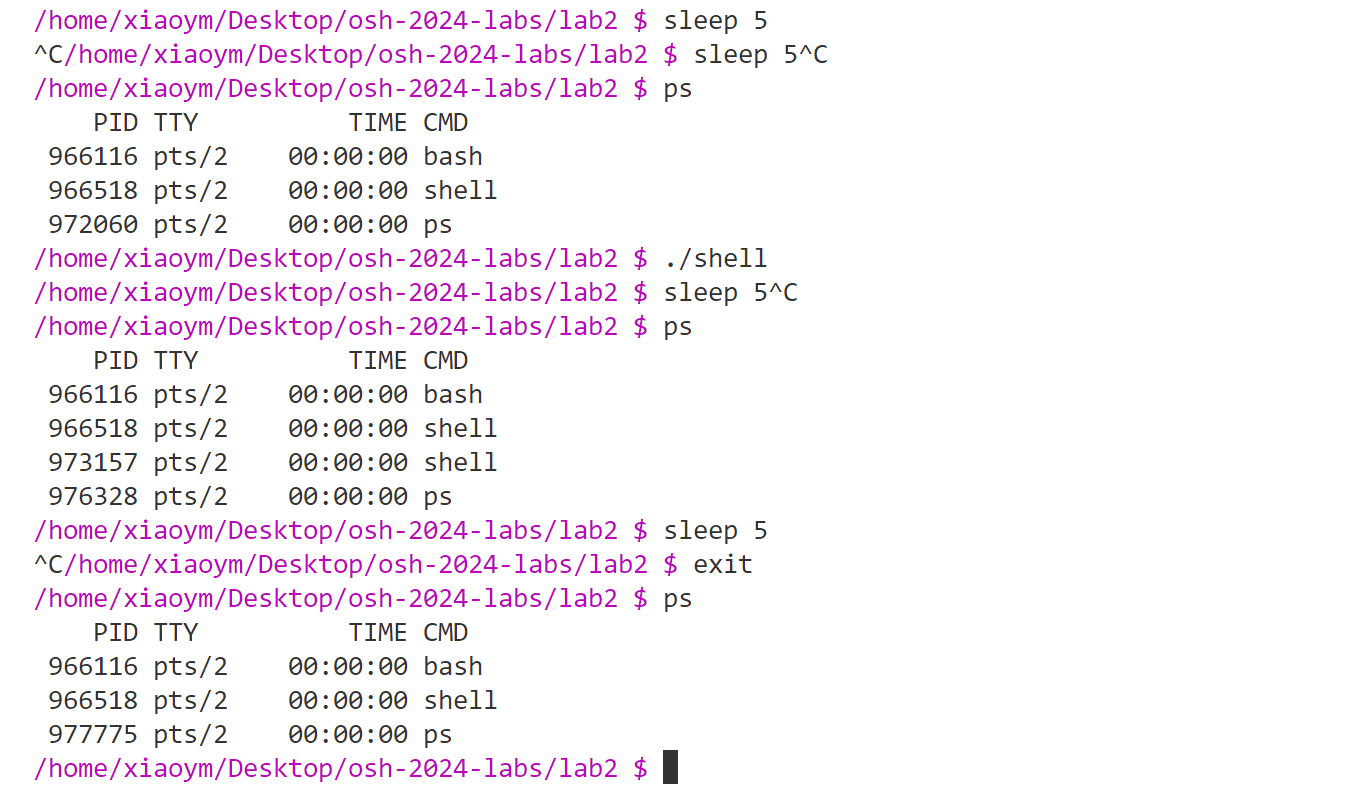 /home/xiaoym/Desktop/osh-2024-labs/lab2 $ sleep 5
^C/home/xiaoym/Desktop/osh-2024-labs/lab2 $ sleep 5^C
/home/xiaoym/Desktop/osh-2024-labs/lab2 $ ps
    PID TTY          TIME CMD
 966116 pts/2    00:00:00 bash
 966518 pts/2    00:00:00 shell
 972060 pts/2    00:00:00 ps
/home/xiaoym/Desktop/osh-2024-labs/lab2 $ ./shell
/home/xiaoym/Desktop/osh-2024-labs/lab2 $ sleep 5^C
/home/xiaoym/Desktop/osh-2024-labs/lab2 $ ps
    PID TTY          TIME CMD
 966116 pts/2    00:00:00 bash
 966518 pts/2    00:00:00 shell
 973157 pts/2    00:00:00 shell
 976328 pts/2    00:00:00 ps
/home/xiaoym/Desktop/osh-2024-labs/lab2 $ sleep 5
^C/home/xiaoym/Desktop/osh-2024-labs/lab2 $ exit
/home/xiaoym/Desktop/osh-2024-labs/lab2 $ ps
    PID TTY          TIME CMD
 966116 pts/2    00:00:00 bash
 966518 pts/2    00:00:00 shell
 977775 pts/2    00:00:00 ps
/home/xiaoym/Desktop/osh-2024-labs/lab2 $